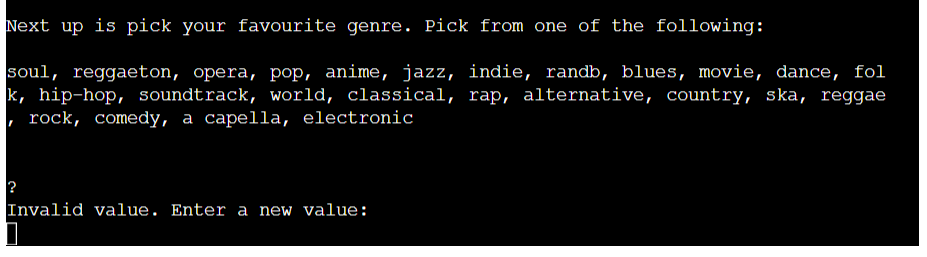 Next up is pick your favourite genre. Pick from one of the following:
soul, reggaeton, opera, pop, anime, jazz, indie, randb, blues, movie, dance, fol
k, hip-hop, soundtrack, world, classical, rap, alternative, country, ska, reggae
, rock, comedy, a capella, electronic
?
Invalid value. Enter a new value: